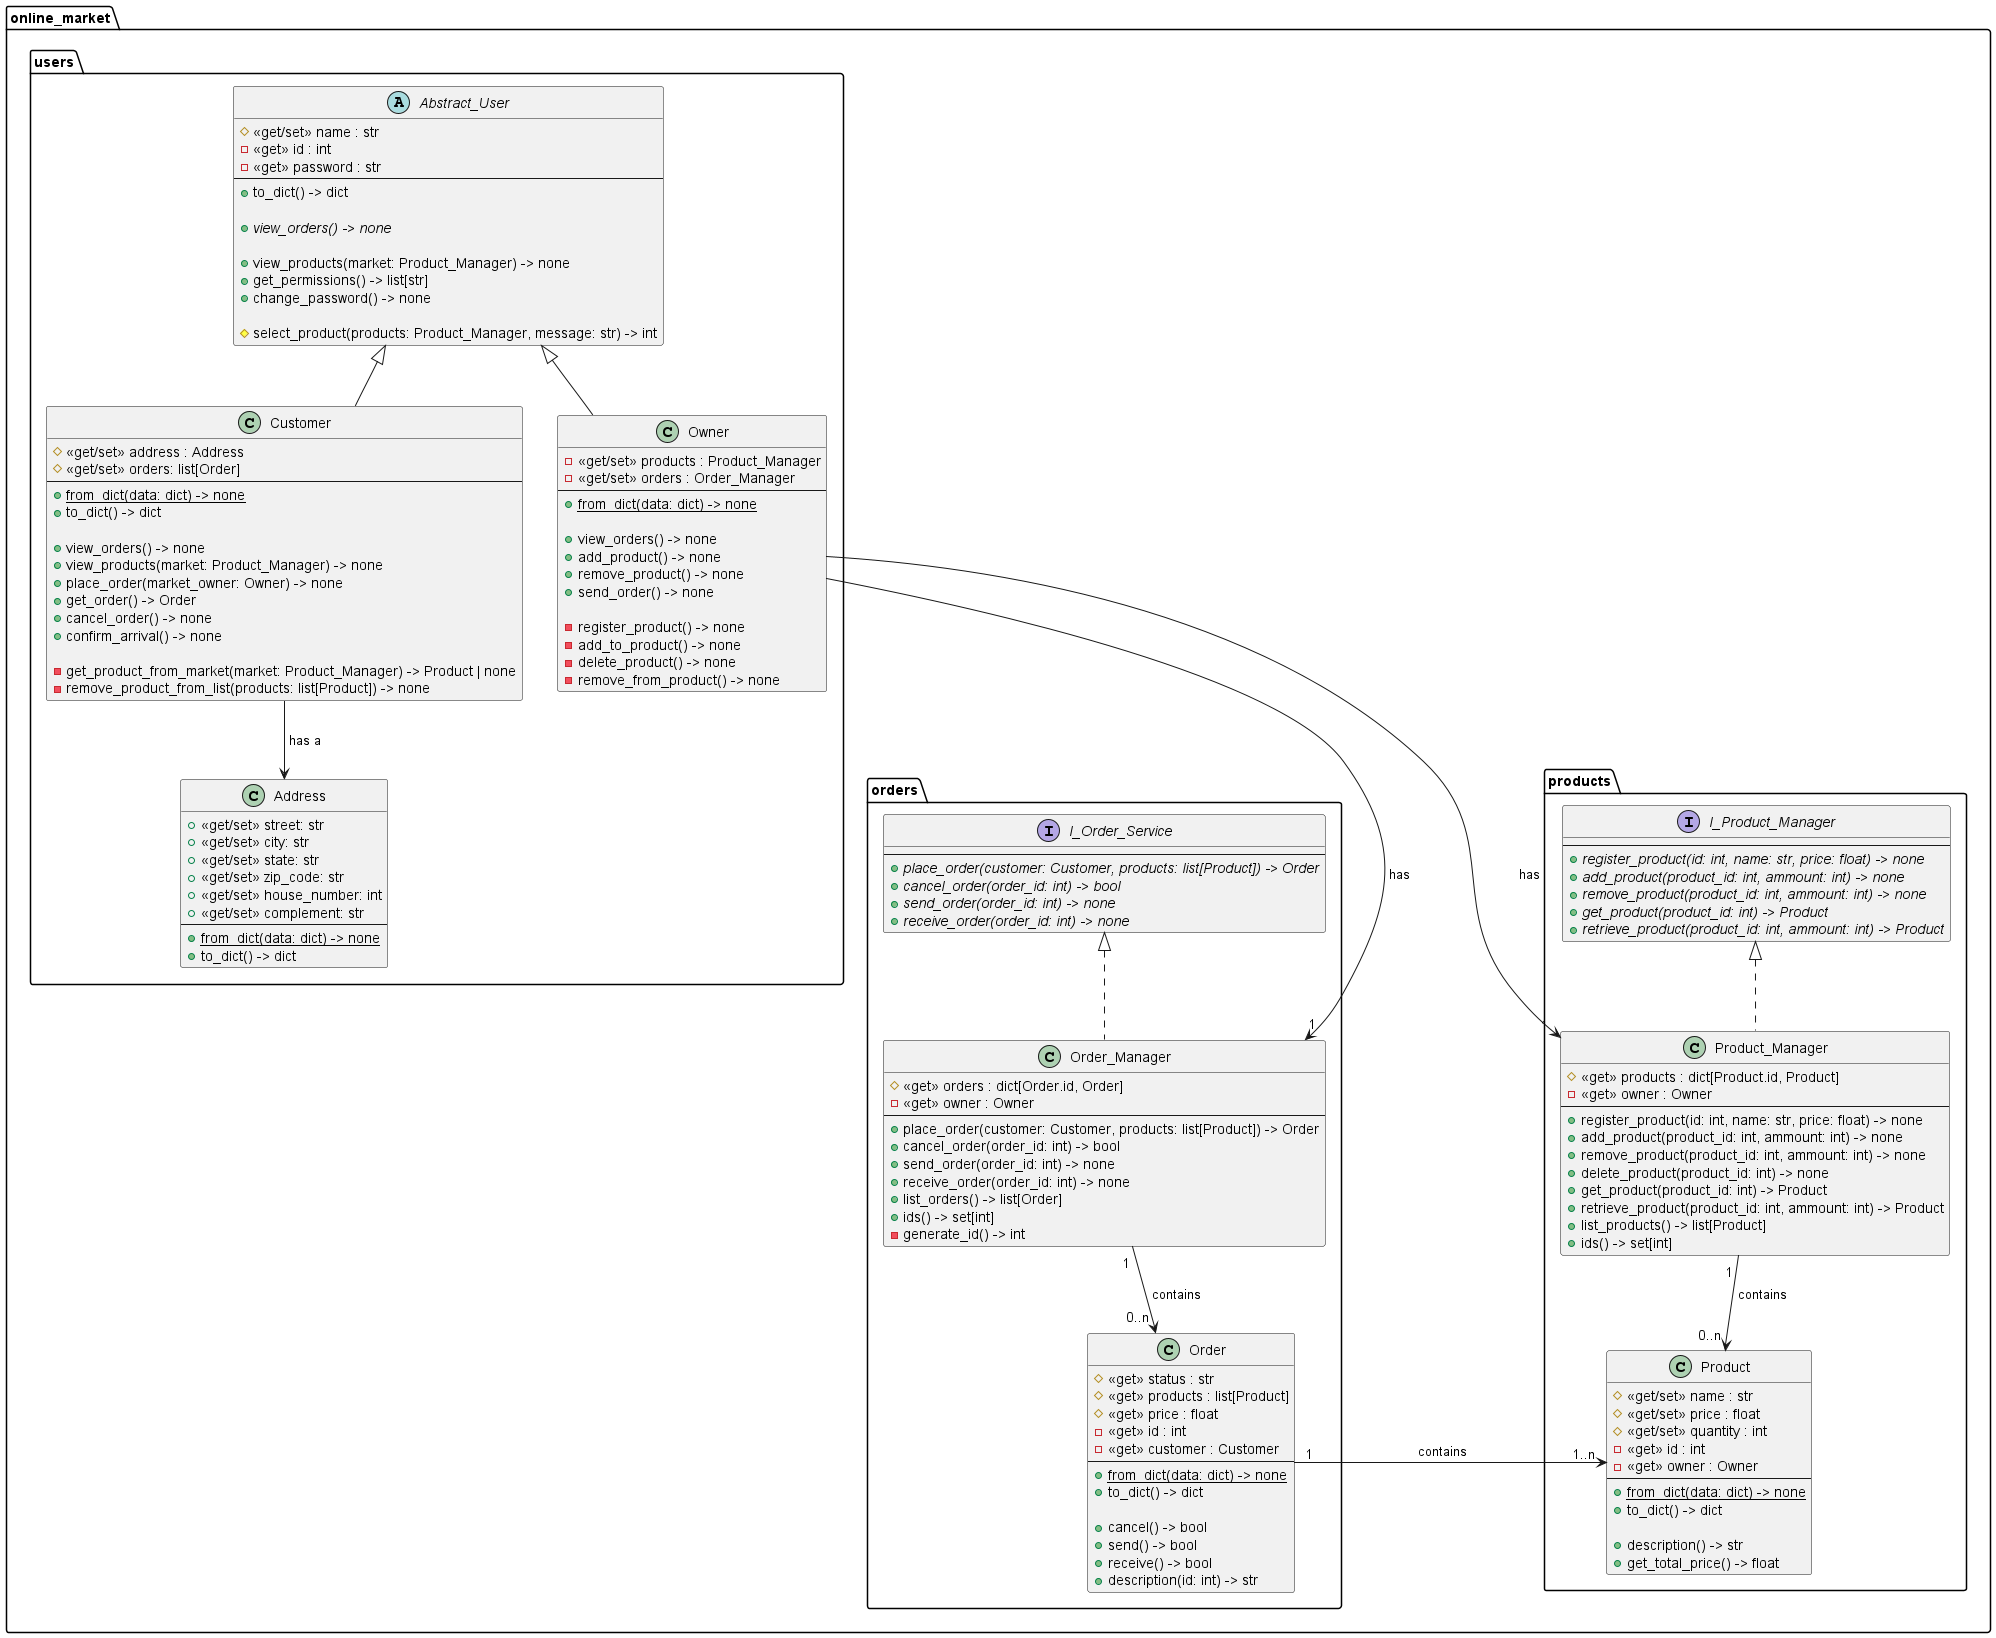 online_market
users
A Abstract_User
«get/set» name : str
«get» id : int
«get» password : str
to_dict() -> dict
view_orders() -> none
view_products(market: Product_Manager) -> none
get_permissions() -> list[str]
change_password() -> none
select_product(products: Product_Manager, message: str) -> int
C Customer
«get/set» address : Address
«get/set» orders: list[Order]
from_dict(data: dict) -> none
to_dict() -> dict
view_orders() -> none
view_products(market: Product_Manager) -> none
place_order(market_owner: Owner) -> none
get_order() -> Order
cancel_order() -> none
confirm_arrival() -> none
get_product_from_market(market: Product_Manager) -> Product | none
remove_product_from_list(products: list[Product]) -> none
C Owner
«get/set» products : Product_Manager
«get/set» orders : Order_Manager
from_dict(data: dict) -> none
view_orders() -> none
add_product() -> none
remove_product() -> none
send_order() -> none
register_product() -> none
add_to_product() -> none
delete_product() -> none
remove_from_product() -> none
has a
C Address
«get/set» street: str
«get/set» city: str
«get/set» state: str
«get/set» zip_code: str
«get/set» house_number: int
«get/set» complement: str
from_dict(data: dict) -> none
to_dict() -> dict
orders
I I_Order_Service
place_order(customer: Customer, products: list[Product]) -> Order
cancel_order(order_id: int) -> bool
send_order(order_id: int) -> none
receive_order(order_id: int) -> none
has
1
C Order_Manager
«get» orders : dict[Order.id, Order]
«get» owner : Owner
place_order(customer: Customer, products: list[Product]) -> Order
cancel_order(order_id: int) -> bool
send_order(order_id: int) -> none
receive_order(order_id: int) -> none
list_orders() -> list[Order]
ids() -> set[int]
generate_id() -> int
1
contains
0..n
C Order
«get» status : str
«get» products : list[Product]
«get» price : float
«get» id : int
«get» customer : Customer
from_dict(data: dict) -> none
to_dict() -> dict
cancel() -> bool
send() -> bool
receive() -> bool
description(id: int) -> str
1
contains
1..n
products
I I_Product_Manager
register_product(id: int, name: str, price: float) -> none
add_product(product_id: int, ammount: int) -> none
remove_product(product_id: int, ammount: int) -> none
get_product(product_id: int) -> Product
retrieve_product(product_id: int, ammount: int) -> Product
has
C Product_Manager
«get» products : dict[Product.id, Product]
«get» owner : Owner
register_product(id: int, name: str, price: float) -> none
add_product(product_id: int, ammount: int) -> none
remove_product(product_id: int, ammount: int) -> none
delete_product(product_id: int) -> none
get_product(product_id: int) -> Product
retrieve_product(product_id: int, ammount: int) -> Product
list_products() -> list[Product]
ids() -> set[int]
1
contains
0..n
C Product
«get/set» name : str
«get/set» price : float
«get/set» quantity : int
«get» id : int
«get» owner : Owner
from_dict(data: dict) -> none
to_dict() -> dict
description() -> str
get_total_price() -> float